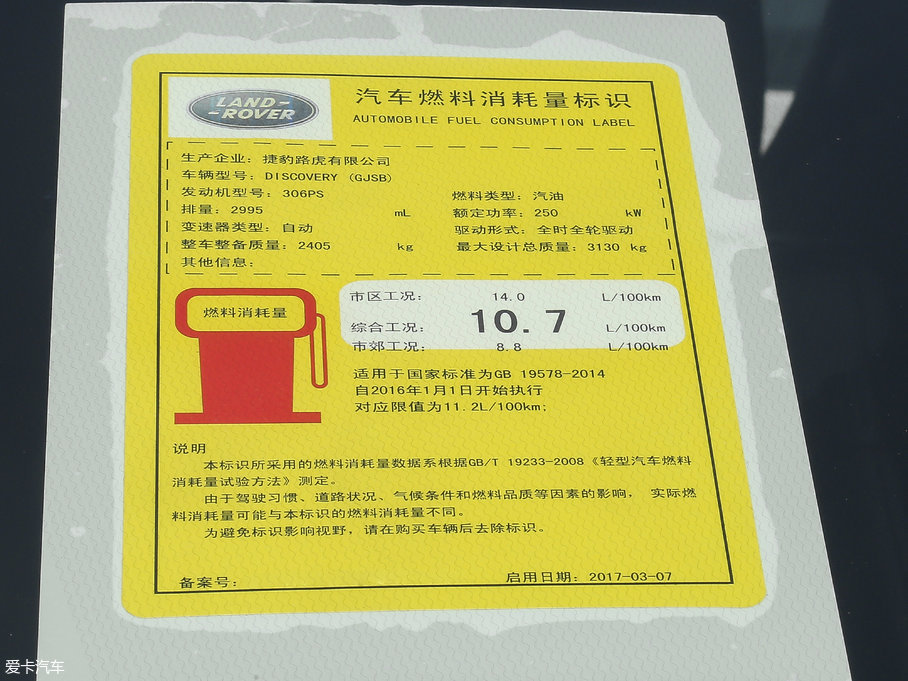 LAND-
-ROVER
汽车燃料消耗量标识
AUTOMOBILE FUEL CONSUMPTION LABEL
生产企业：捷豹路虎有限公司
车辆型号：DISCOVERY (GJSB)
发动机型号：306PS 燃料类型：汽油
排量：2995 mL 额定功率：250 kW
变速器类型：自动 驱动形式：全时全轮驱动
整车整备质量：2405 kg 最大设计总质量：3130 kg
其他信息：
燃料消耗量
市区工况： 14.0 L/100km
综合工况： 10.7 L/100km
市郊工况： 8.8 L/100km
适用于国家标准为GB 19578-2014
自2016年1月1日开始执行
对应限值为11.2L/100km;
说明
本标识所采用的燃料消耗量数据系根据GB/T 19233-2008《轻型汽车燃料
消耗量试验方法》测定。
由于驾驶习惯、道路状况、气候条件和燃料品质等因素的影响， 实际燃
料消耗量可能与本标识的燃料消耗量不同。
为避免标识影响视野，请在购买车辆后去除标识。
备案号： 启用日期：2017-03-07
爱卡汽车